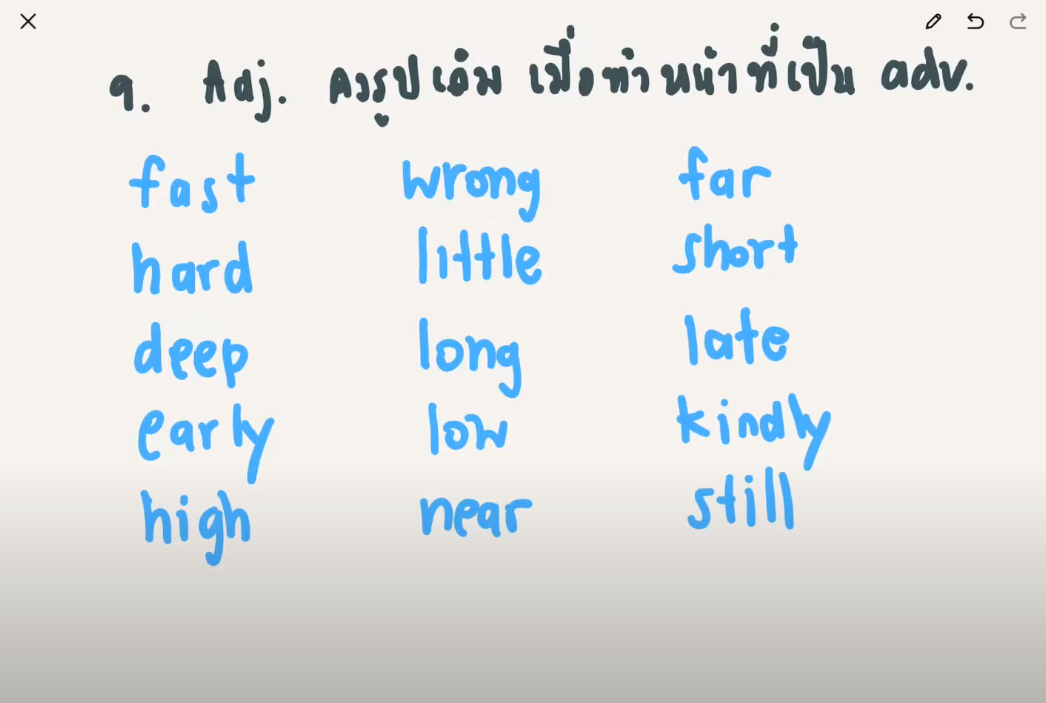 9. Adj. คงรูปเดิม เมื่อทำหน้าที่เป็น adv.
fast wrong far
hard little short
deep long late
early low kindly
high near still